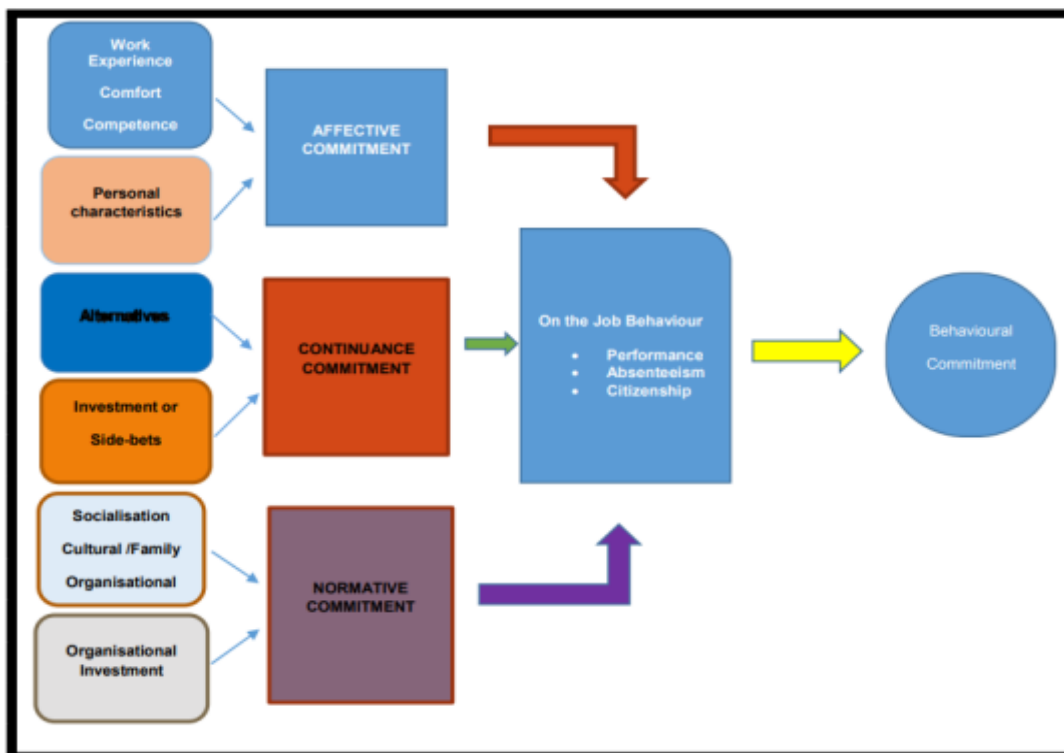 Work
Experience
Comfort
Competence
Personal
characteristics
Alternatives
Investment or
Side-bets
Socialisation
Cultural /Family
Organisational
Organisational
Investment
AFFECTIVE
COMMITMENT
CONTINUANCE
COMMITMENT
NORMATIVE
COMMITMENT
On the Job Behaviour
• Performance
• Absenteeism
• Citizenship
Behavioural
Commitment